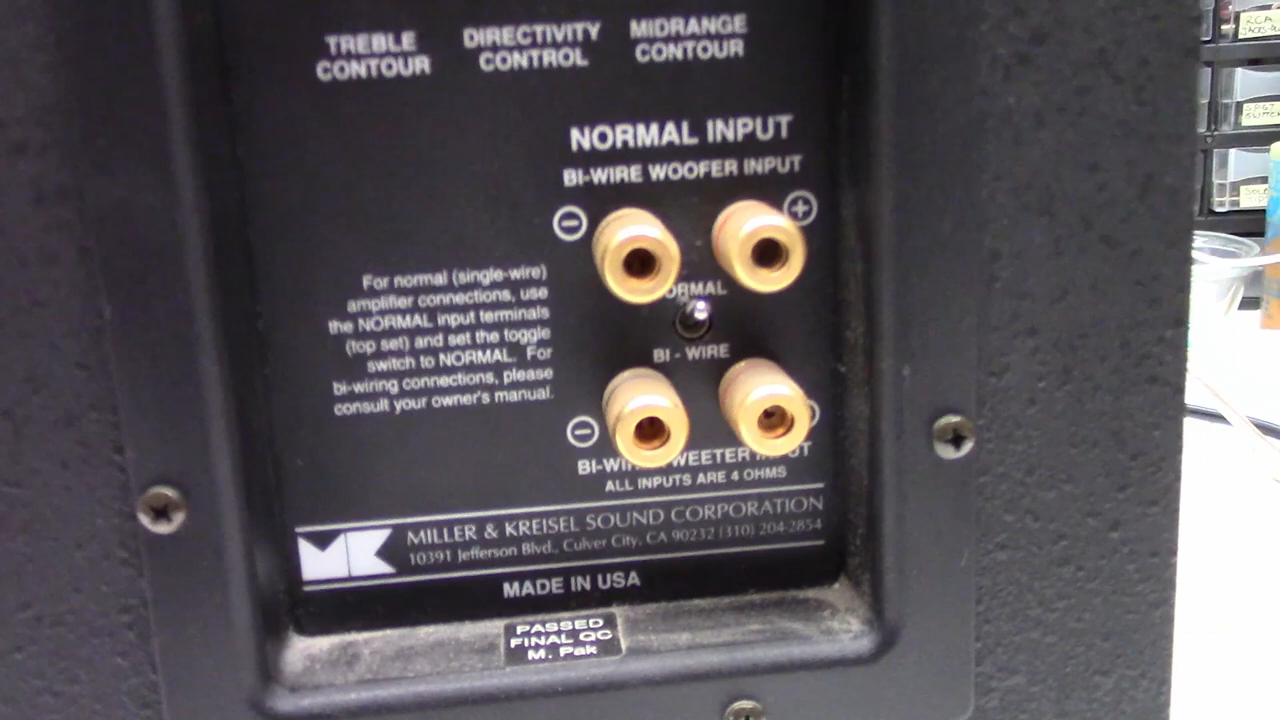 TREBLE CONTOUR
DIRECTIVITY CONTROL
MIDRANGE CONTOUR
NORMAL INPUT
BI-WIRE WOOFER INPUT
− +
ORMAL
BI - WIRE
For normal (single-wire)
amplifier connections, use
the NORMAL input terminals
(top set) and set the toggle
switch to NORMAL. For
bi-wiring connections, please
consult your owner's manual.
−
ALL INPUTS ARE 4 OHMS
MILLER & KREISEL SOUND CORPORATION
10391 Jefferson Blvd., Culver City, CA 90232 (310) 204-2854
MK
MADE IN USA
PASSED
FINAL QC
M. Pak
RCA